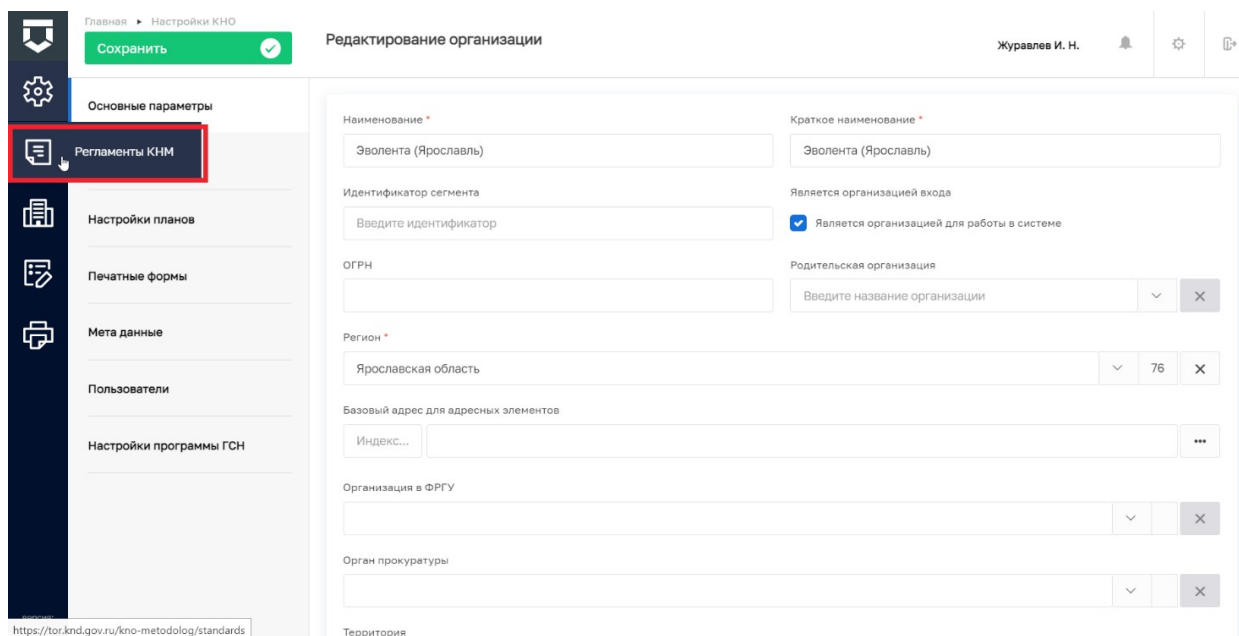 Главная ▸ Настройки КНО
Сохранить
Редактирование организации
Журавлев И. Н.
Основные параметры
Регламенты КНМ
Настройки планов
Печатные формы
Мета данные
Пользователи
Настройки программы ГСН
Наименование *
Краткое наименование *
Эволента (Ярославль)
Эволента (Ярославль)
Идентификатор сегмента
Является организацией входа
Введите идентификатор
Является организацией для работы в системе
ОГРН
Родительская организация
Введите название организации
Регион *
Ярославская область
76
Базовый адрес для адресных элементов
Индекс...
Организация в ФРГУ
Орган прокуратуры
Территория
https://tor.knd.gov.ru/kno-metodolog/standards